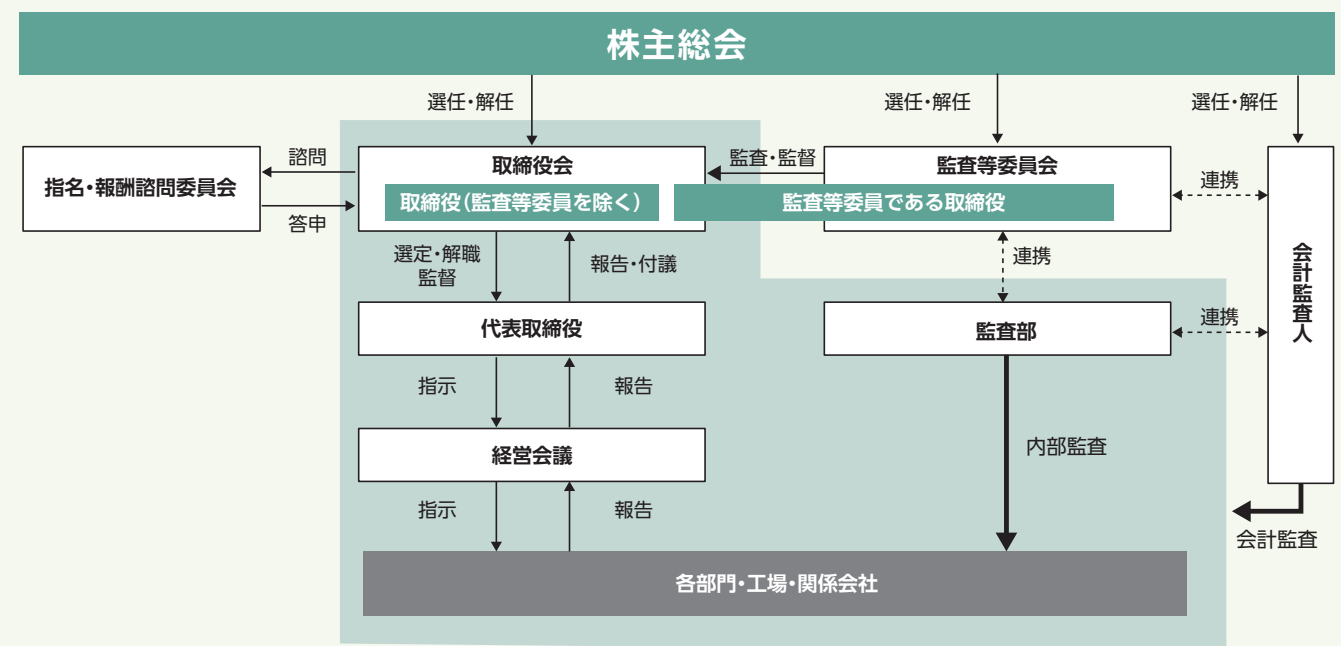 株主総会
選任・解任
選任・解任
選任・解任
諮問
答申
指名・報酬諮問委員会
取締役会
取締役(監査等委員を除く)
監査・監督
監査等委員会
監査等委員である取締役
連携
会計監査人
選定・解職
監督
報告・付議
連携
代表取締役
監査部
連携
指示
報告
経営会議
内部監査
指示
報告
会計監査
各部門・工場・関係会社